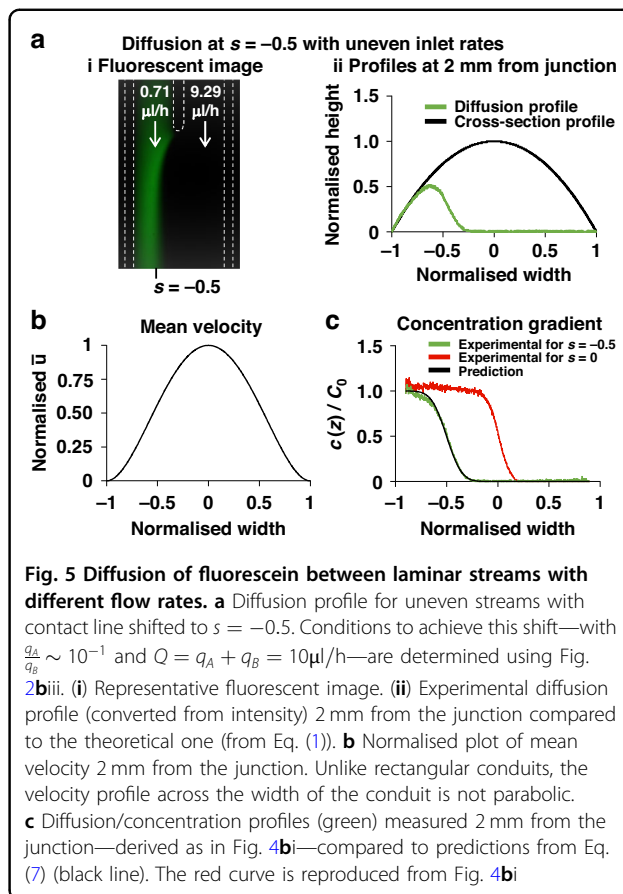 a
Diffusion at s = –0.5 with uneven inlet rates
i Fluorescent image
0.71 µl/h
9.29 µl/h
s = –0.5
ii Profiles at 2 mm from junction
Normalised height
1.5
1.0
0.5
0
Diffusion profile
Cross-section profile
–1 –0.5 0 0.5 1
Normalised width
b
Mean velocity
Normalised ū
1
0.75
0.50
0.25
0
–1 –0.5 0 0.5 1
Normalised width
c
Concentration gradient
Experimental for s = –0.5
Experimental for s = 0
Prediction
c (z) / C0
1.5
1.0
0.5
0
–1 –0.5 0 0.5 1
Normalised width
Fig. 5 Diffusion of fluorescein between laminar streams with
different flow rates. a Diffusion profile for uneven streams with
contact line shifted to s = −0.5. Conditions to achieve this shift—with
qA/qB ∼ 10−1 and Q = qA + qB = 10µl/h—are determined using Fig.
2biii. (i) Representative fluorescent image. (ii) Experimental diffusion
profile (converted from intensity) 2 mm from the junction compared
to the theoretical one (from Eq. (1)). b Normalised plot of mean
velocity 2 mm from the junction. Unlike rectangular conduits, the
velocity profile across the width of the conduit is not parabolic.
c Diffusion/concentration profiles (green) measured 2 mm from the
junction—derived as in Fig. 4bi—compared to predictions from Eq.
(7) (black line). The red curve is reproduced from Fig. 4bi